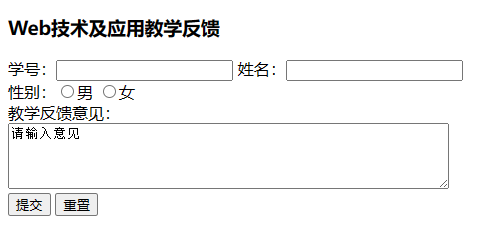 Web技术及应用教学反馈
学号： 姓名：
性别： 男 女
教学反馈意见：
请输入意见
提交 重置